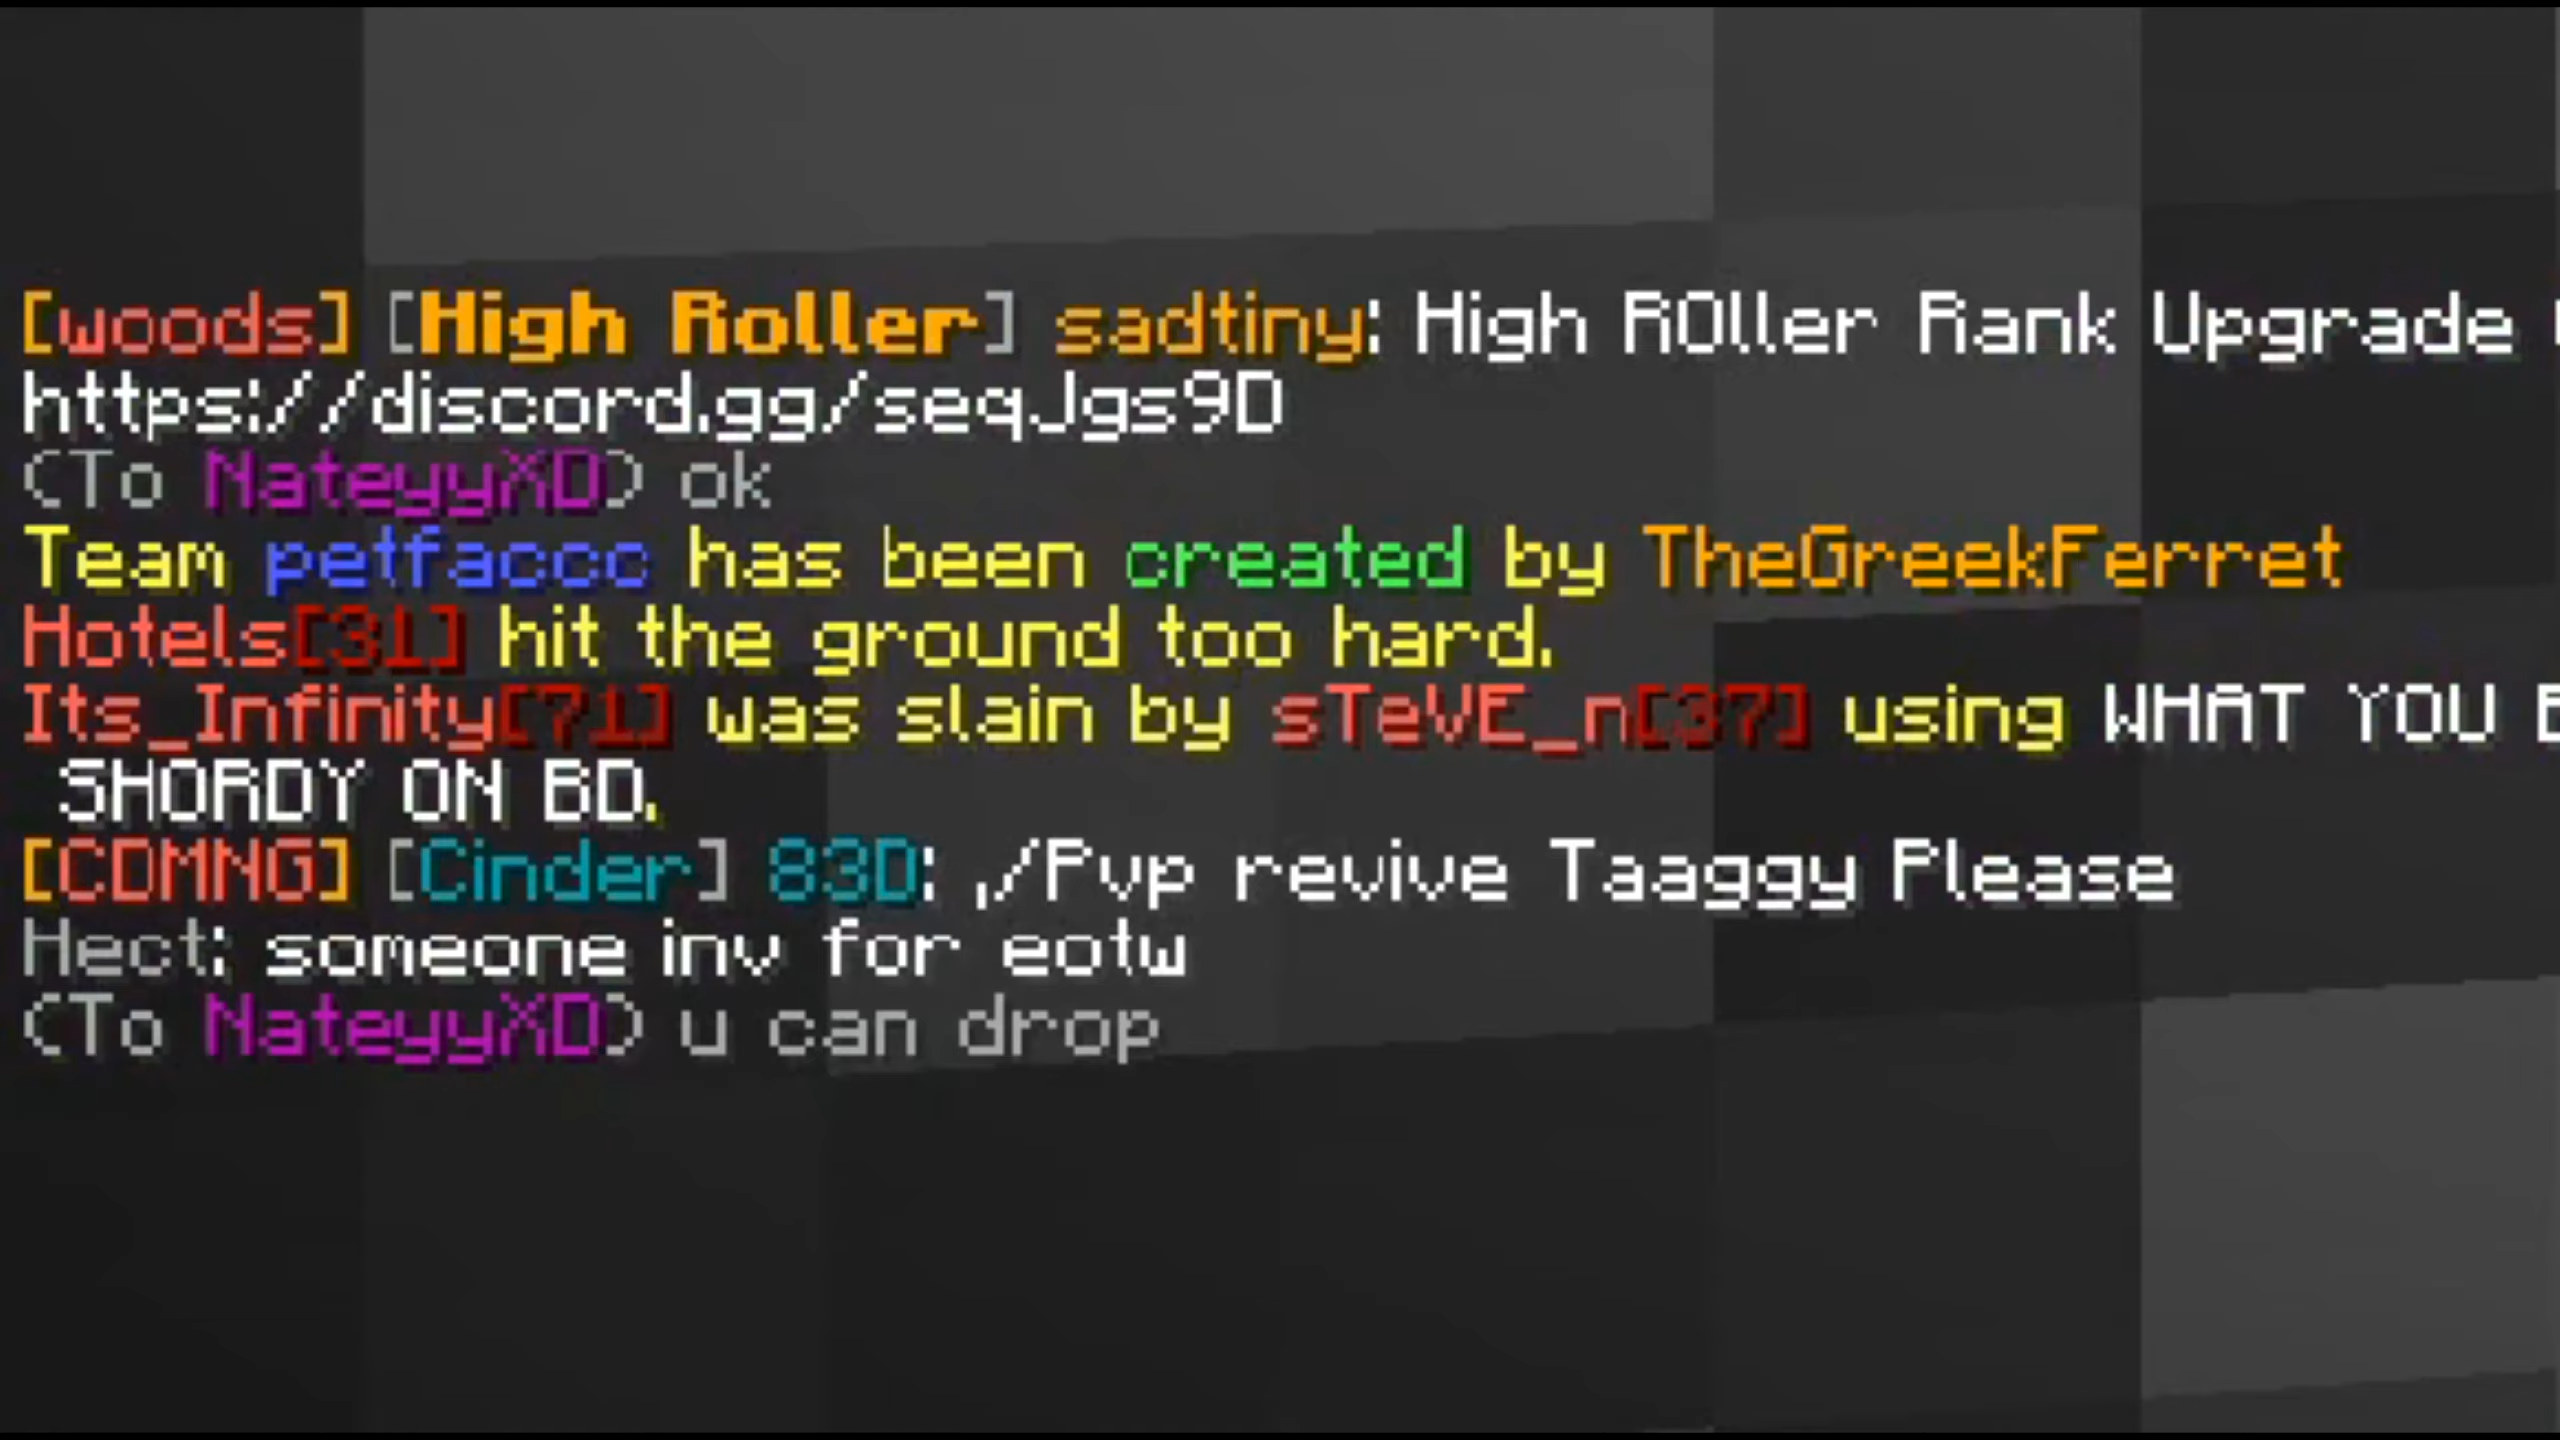 [woods] [High Roller] sadtiny: High ROller Rank Upgrade
https://discord.gg/seqJgs9D
(To NateyyXD) ok
Team petfaccc has been created by TheGreekFerret
Hotels[31] hit the ground too hard.
Its_Infinity[71] was slain by sTeVE_n[37] using WHAT YOU
SHORDY ON BD.
[CDMNG] [Cinder] 83D: ,/Pvp revive Taaggy Please
Hect: someone inv for eotw
(To NateyyXD) u can drop